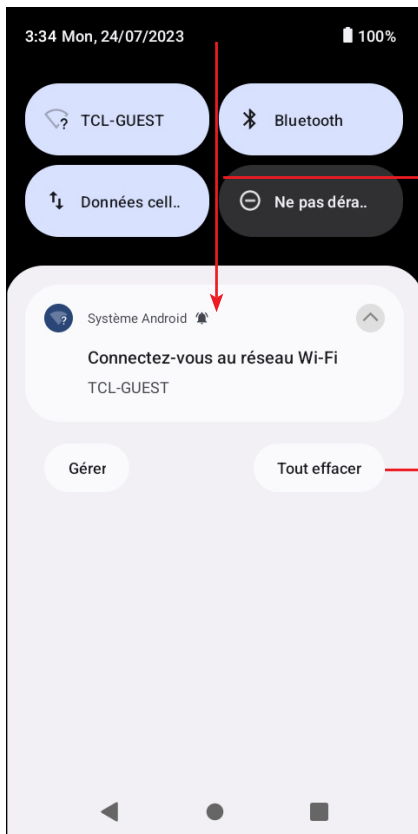 3:34 Mon, 24/07/2023 100%
TCL-GUEST Bluetooth
Données cell.. Ne pas déra..
Système Android
Connectez-vous au réseau Wi-Fi
TCL-GUEST
Gérer Tout effacer